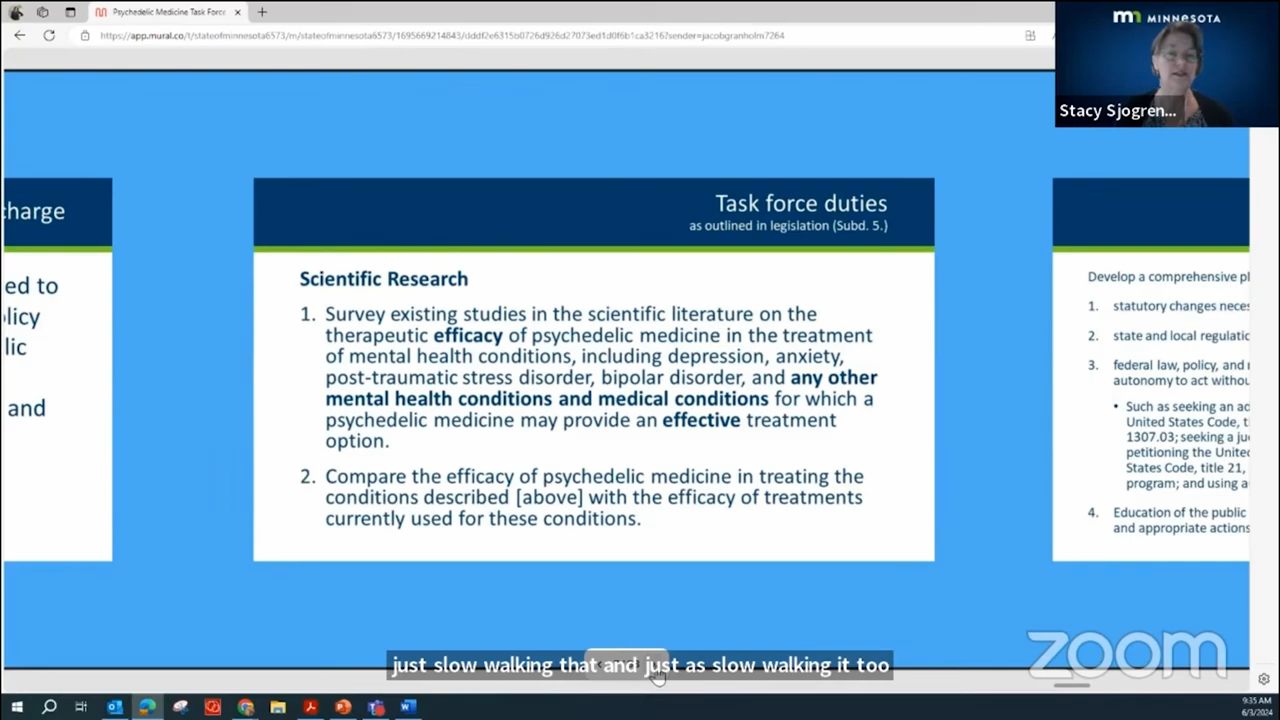 Psychedelic Medicine Task Force
https://app.mural.co/t/stateofminnesota6573/m/stateofminnesota6573/1695669214843/dddf2e6315b0726d926d27073ed1d0f6b1ca3216?sender=jacobgranholm7264
MINNESOTA
Stacy Sjogren...
charge
ed to
licy
lic
and
Task force duties
as outlined in legislation (Subd. 5.)
Scientific Research
1. Survey existing studies in the scientific literature on the
therapeutic efficacy of psychedelic medicine in the treatment
of mental health conditions, including depression, anxiety,
post-traumatic stress disorder, bipolar disorder, and any other
mental health conditions and medical conditions for which a
psychedelic medicine may provide an effective treatment
option.
2. Compare the efficacy of psychedelic medicine in treating the
conditions described [above] with the efficacy of treatments
currently used for these conditions.
Develop a comprehensive pl
1. statutory changes neces
2. state and local regulatio
3. federal law, policy, and r
autonomy to act withou
• Such as seeking an ad
United States Code, ti
1307.03; seeking a ju
petitioning the Unite
States Code, title 21,
program; and using a
4. Education of the public
and appropriate actions
just slow walking that and just as slow walking it too
zoom
9:35 AM
6/3/2024